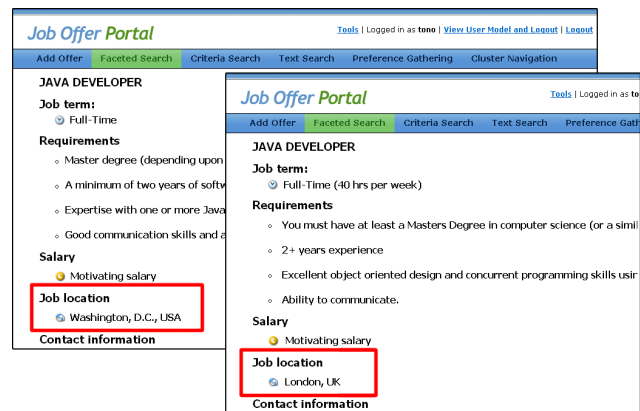 Job Offer Portal
Tools | Logged in as tono | View User Model and Logout | Logout
Add Offer Faceted Search Criteria Search Text Search Preference Gathering Cluster Navigation
JAVA DEVELOPER
Job term:
Full-Time
Requirements
Master degree (depending upon
A minimum of two years of softw
Expertise with one or more Java
Good communication skills and a
Salary
Motivating salary
Job location
Washington, D.C., USA
Contact information
Job Offer Portal
Tools | Logged in as to
Add Offer Faceted Search Criteria Search Text Search Preference Gath
JAVA DEVELOPER
Job term:
Full-Time (40 hrs per week)
Requirements
You must have at least a Masters Degree in computer science (or a simil
2+ years experience
Excellent object oriented design and concurrent programming skills usin
Ability to communicate.
Salary
Motivating salary
Job location
London, UK
Contact information